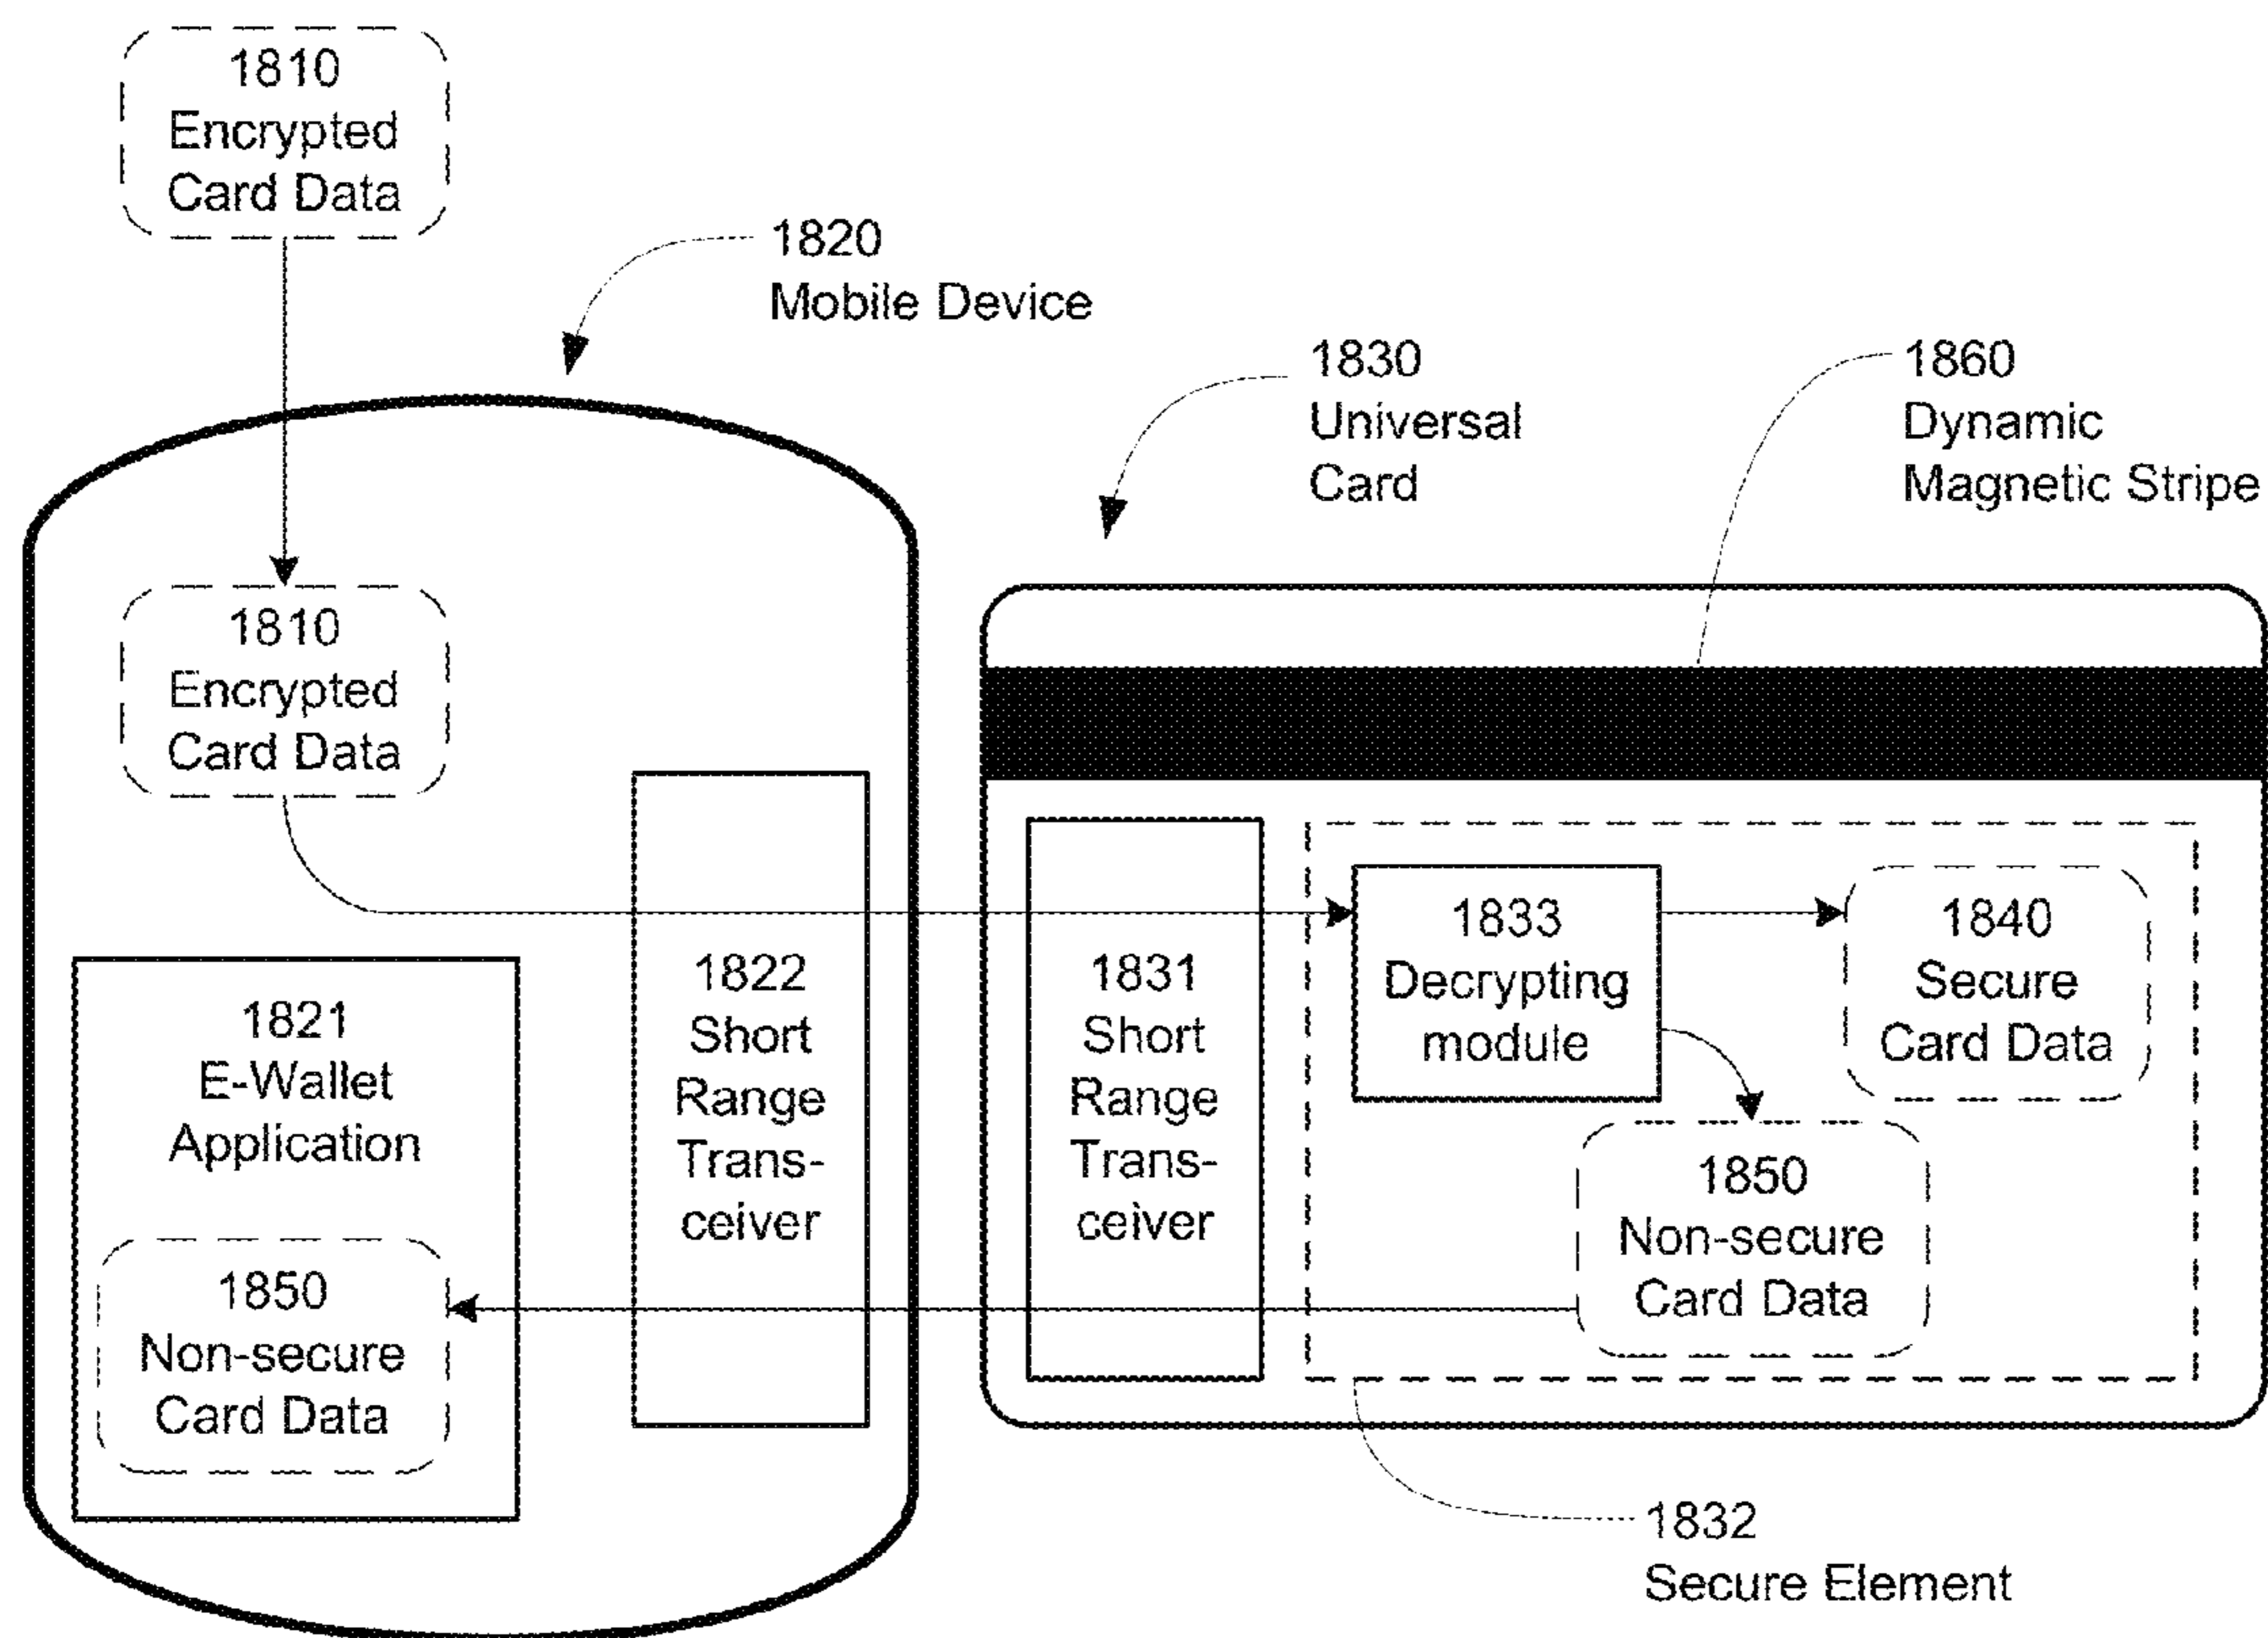 1810
Encrypted
Card Data
1820
Mobile Device
1830
Universal
Card
1860
Dynamic
Magnetic Stripe
1810
Encrypted
Card Data
1821
E-Wallet
Application
1850
Non-secure
Card Data
1822
Short
Range
Trans-
ceiver
1831
Short
Range
Trans-
ceiver
1833
Decrypting
module
1840
Secure
Card Data
1850
Non-secure
Card Data
1832
Secure Element